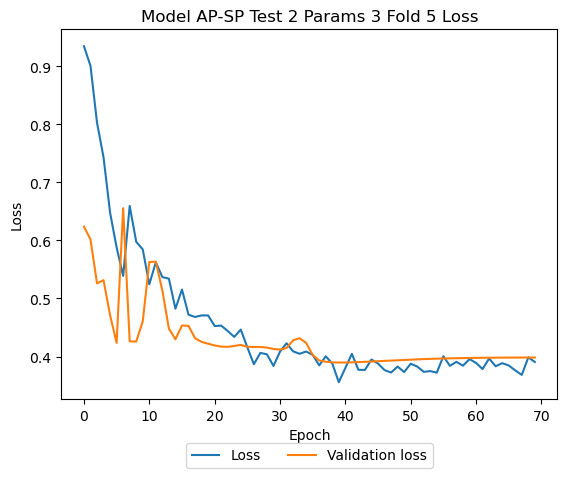 Model AP-SP Test 2 Params 3 Fold 5 Loss
Loss
0.9
0.8
0.7
0.6
0.5
0.4
0 10 20 30 40 50 60 70
Epoch
Loss Validation loss